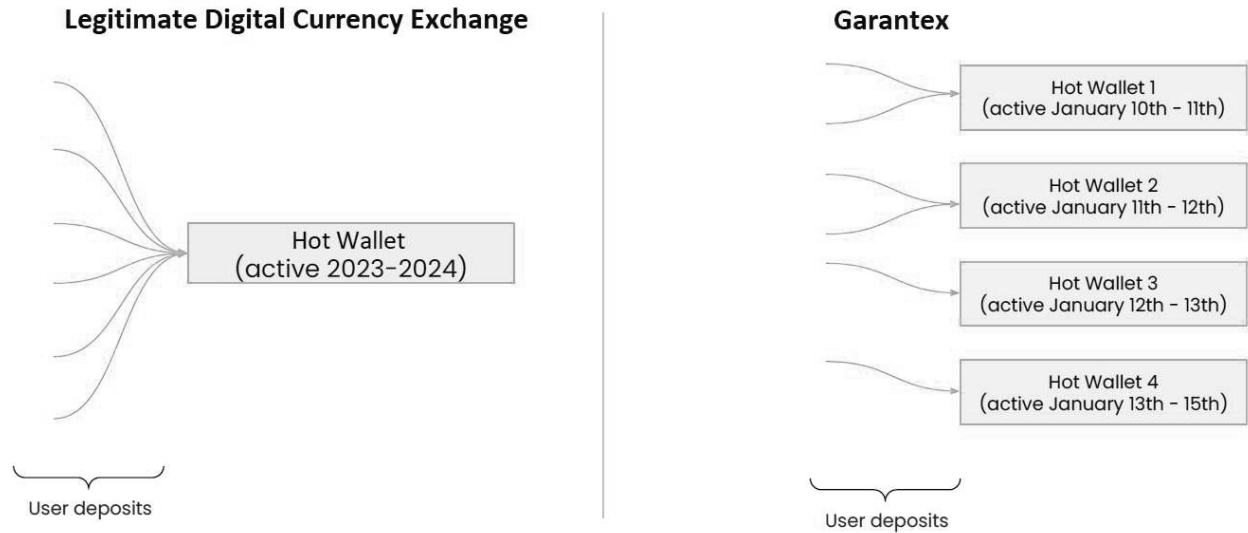 Legitimate Digital Currency Exchange
Hot Wallet
(active 2023-2024)
User deposits
Garantex
Hot Wallet 1
(active January 10th - 11th)
Hot Wallet 2
(active January 11th - 12th)
Hot Wallet 3
(active January 12th - 13th)
Hot Wallet 4
(active January 13th - 15th)
User deposits